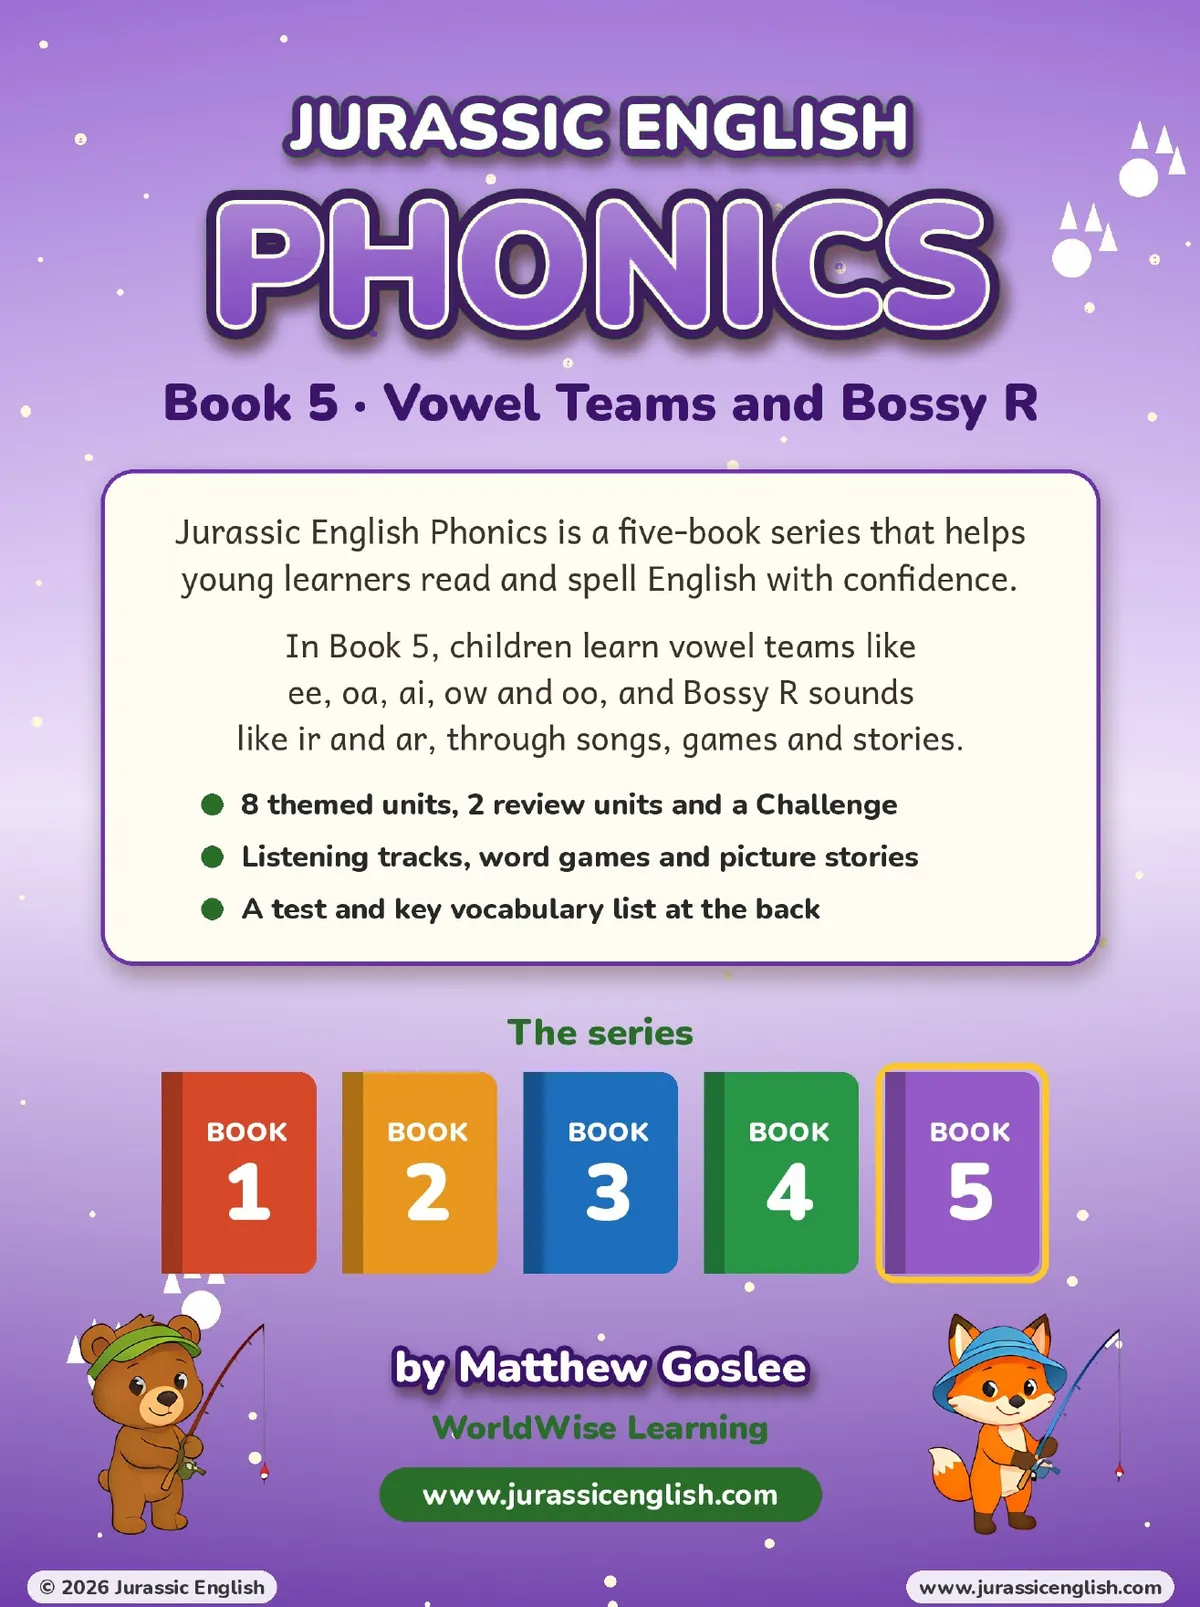 JURASSIC ENGLISH
PHONICS
Book 5 · Vowel Teams and Bossy R
Jurassic English Phonics is a five-book series that helps
young learners read and spell English with confidence.
In Book 5, children learn vowel teams like
ee, oa, ai, ow and oo, and Bossy R sounds
like ir and ar, through songs, games and stories.
8 themed units, 2 review units and a Challenge
Listening tracks, word games and picture stories
A test and key vocabulary list at the back
The series
BOOK 1
BOOK 2
BOOK 3
BOOK 4
BOOK 5
by Matthew Goslee
WorldWise Learning
www.jurassicenglish.com
© 2026 Jurassic English
www.jurassicenglish.com